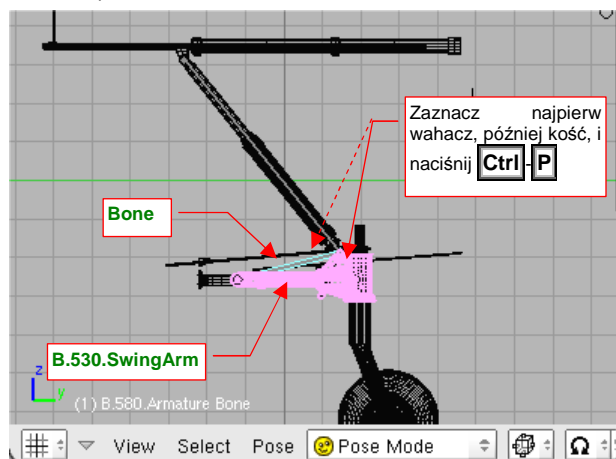 Zaznacz najpierw
wahacz, później kość, i
naciśnij Ctrl - P
Bone
B.530.SwingArm
z
y
(1) B.580.Armature Bone
View Select Pose Pose Mode